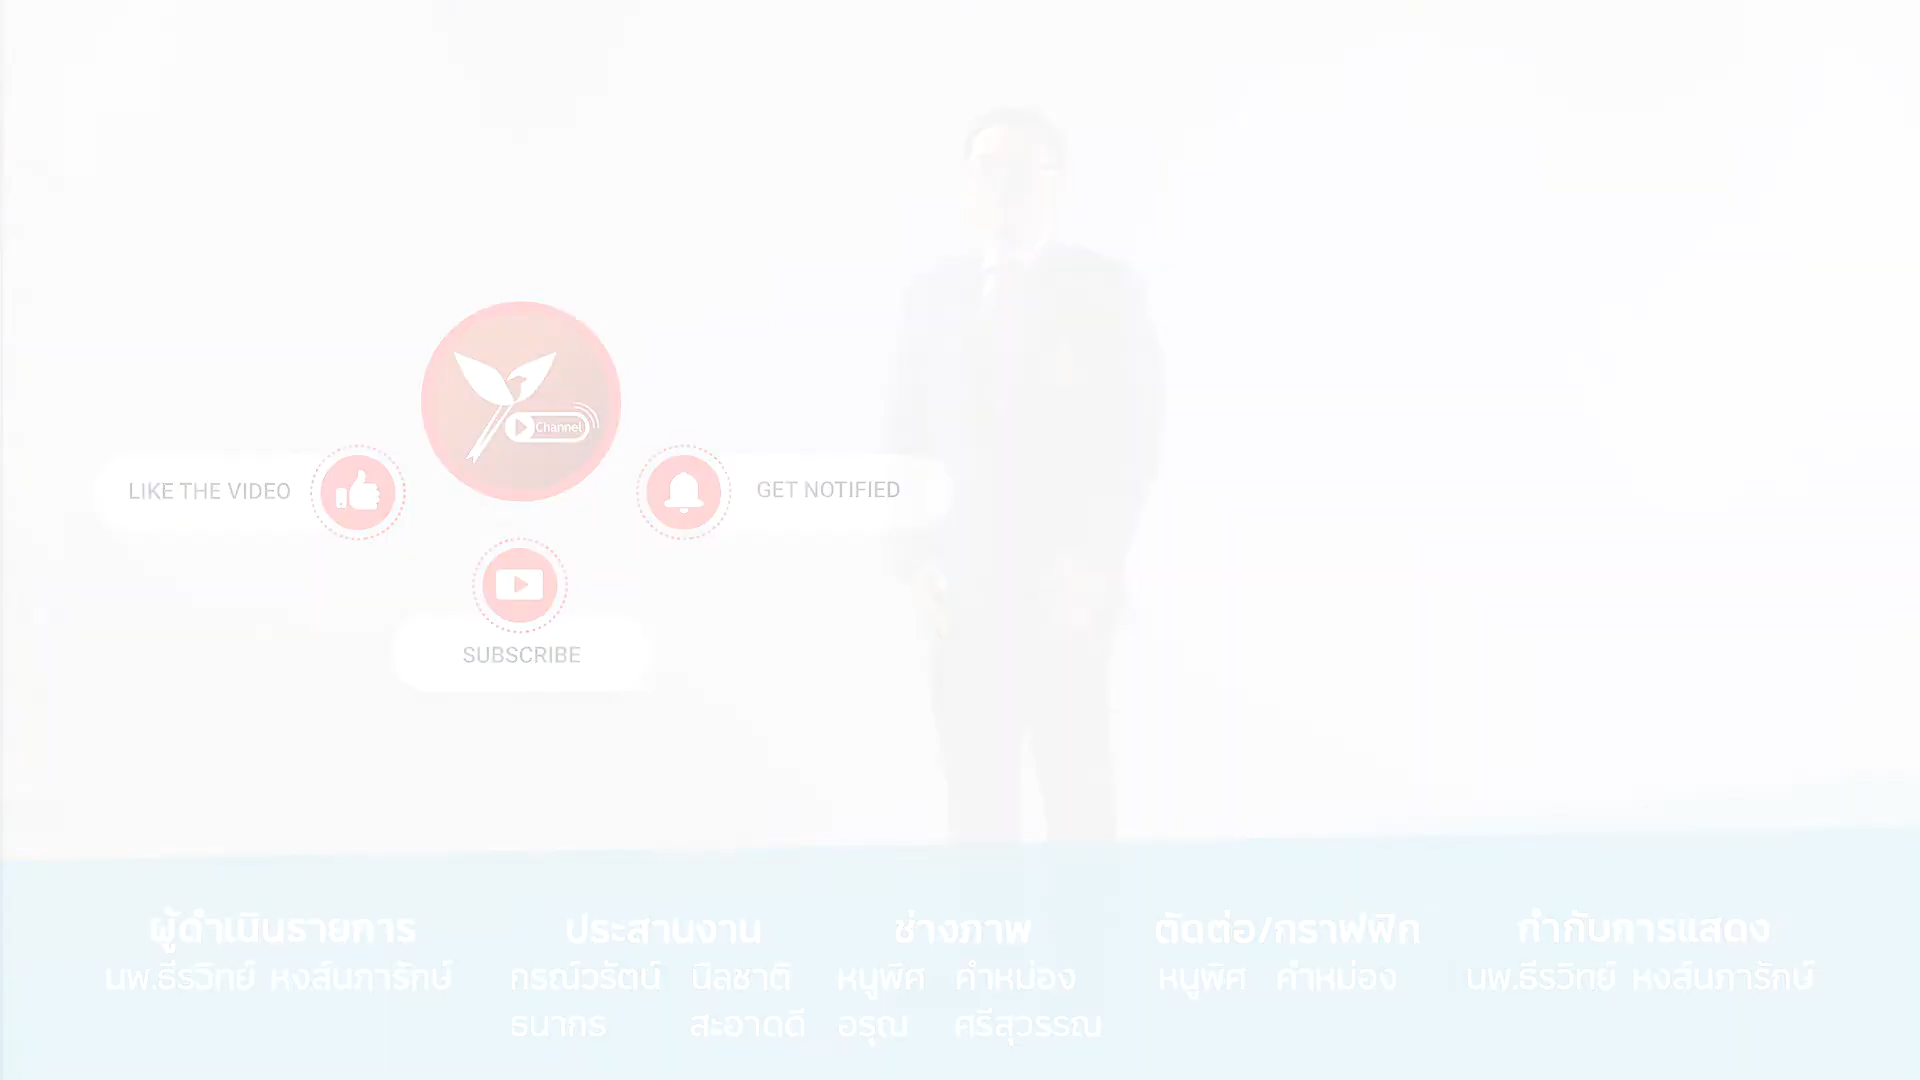 Channel
LIKE THE VIDEO
GET NOTIFIED
SUBSCRIBE
ผู้ดำเนินรายการ
นพ.ธีรวิทย์ หงส์นภารักษ์
ประสานงาน
กรณ์วรัตน์ นิลชาติ
ธนากร สะอาดดี
ช่างภาพ
หนูพิศ คำหม่อง
อรุณ ศรีสุวรรณ
ตัดต่อ/กราฟฟิก
หนูพิศ คำหม่อง
กำกับการแสดง
นพ.ธีรวิทย์ หงส์นภารักษ์